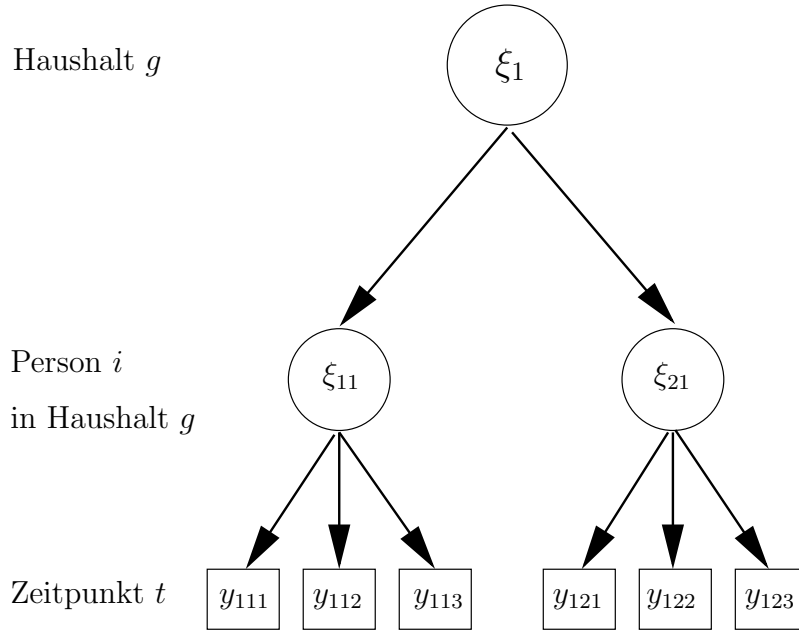 Haushalt g
ξ₁
Person i
in Haushalt g
ξ₁₁ ξ₂₁
Zeitpunkt t
y₁₁₁ y₁₁₂ y₁₁₃ y₁₂₁ y₁₂₂ y₁₂₃